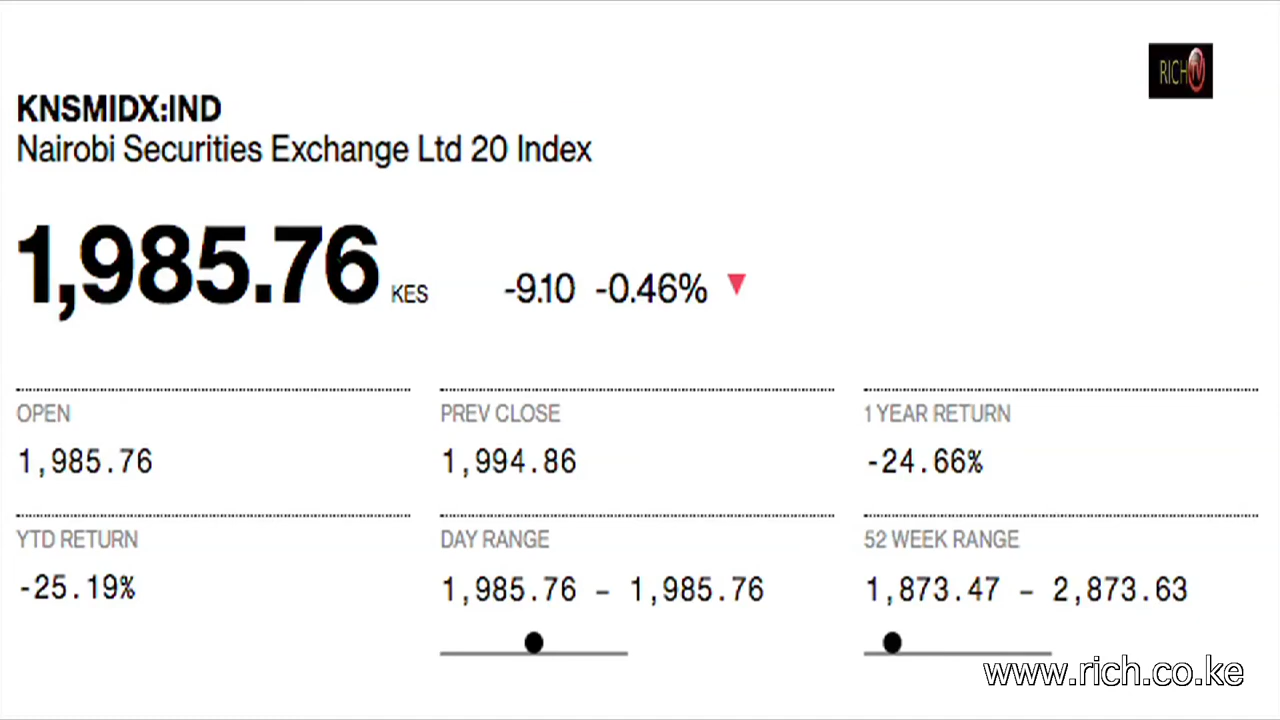 RICH TV
KNSMIDX:IND
Nairobi Securities Exchange Ltd 20 Index
1,985.76 KES -9.10 -0.46%
OPEN PREV CLOSE 1 YEAR RETURN
1,985.76 1,994.86 -24.66%
YTD RETURN DAY RANGE 52 WEEK RANGE
-25.19% 1,985.76 – 1,985.76 1,873.47 – 2,873.63
www.rich.co.ke